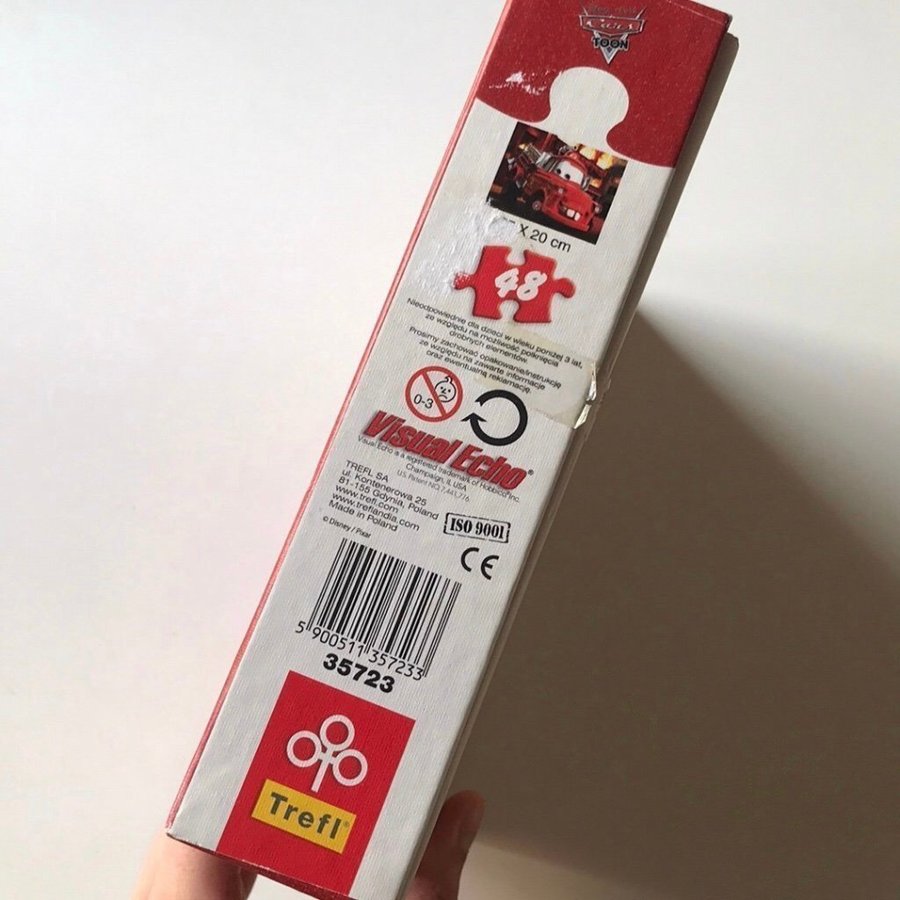 Cars
TOON
X 20 cm
48
Nieodpowiednie dla dzieci w wieku poniżej 3 lat,
ze względu na możliwość połknięcia
drobnych elementów.
Prosimy zachować opakowanie/instrukcję
ze względu na zawarte informacje
oraz ewentualną reklamację.
0-3
Visual Echo®
Visual Echo is a registered trademark of Hobbico, Inc.
Champaign, IL USA
U.S. Patent NO. 7,441,776
TREFL SA
ul. Kontenerowa 25
81-155 Gdynia, Poland
www.trefl.com
www.treflandia.com
Made in Poland
© Disney / Pixar
ISO 9001
CE
5 900511 357233
35723
Trefl®